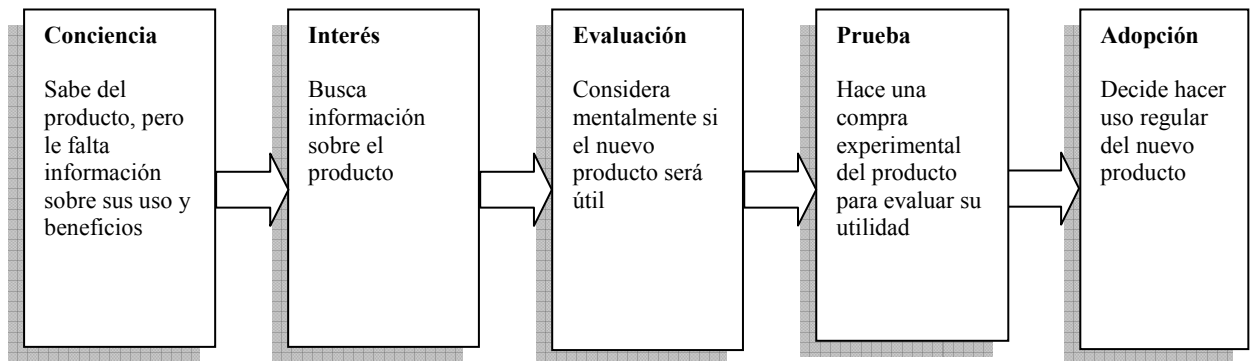 Conciencia
Sabe del
producto, pero
le falta
información
sobre sus uso y
beneficios
Interés
Busca
información
sobre el
producto
Evaluación
Considera
mentalmente si
el nuevo
producto será
útil
Prueba
Hace una
compra
experimental
del producto
para evaluar su
utilidad
Adopción
Decide hacer
uso regular
del nuevo
producto